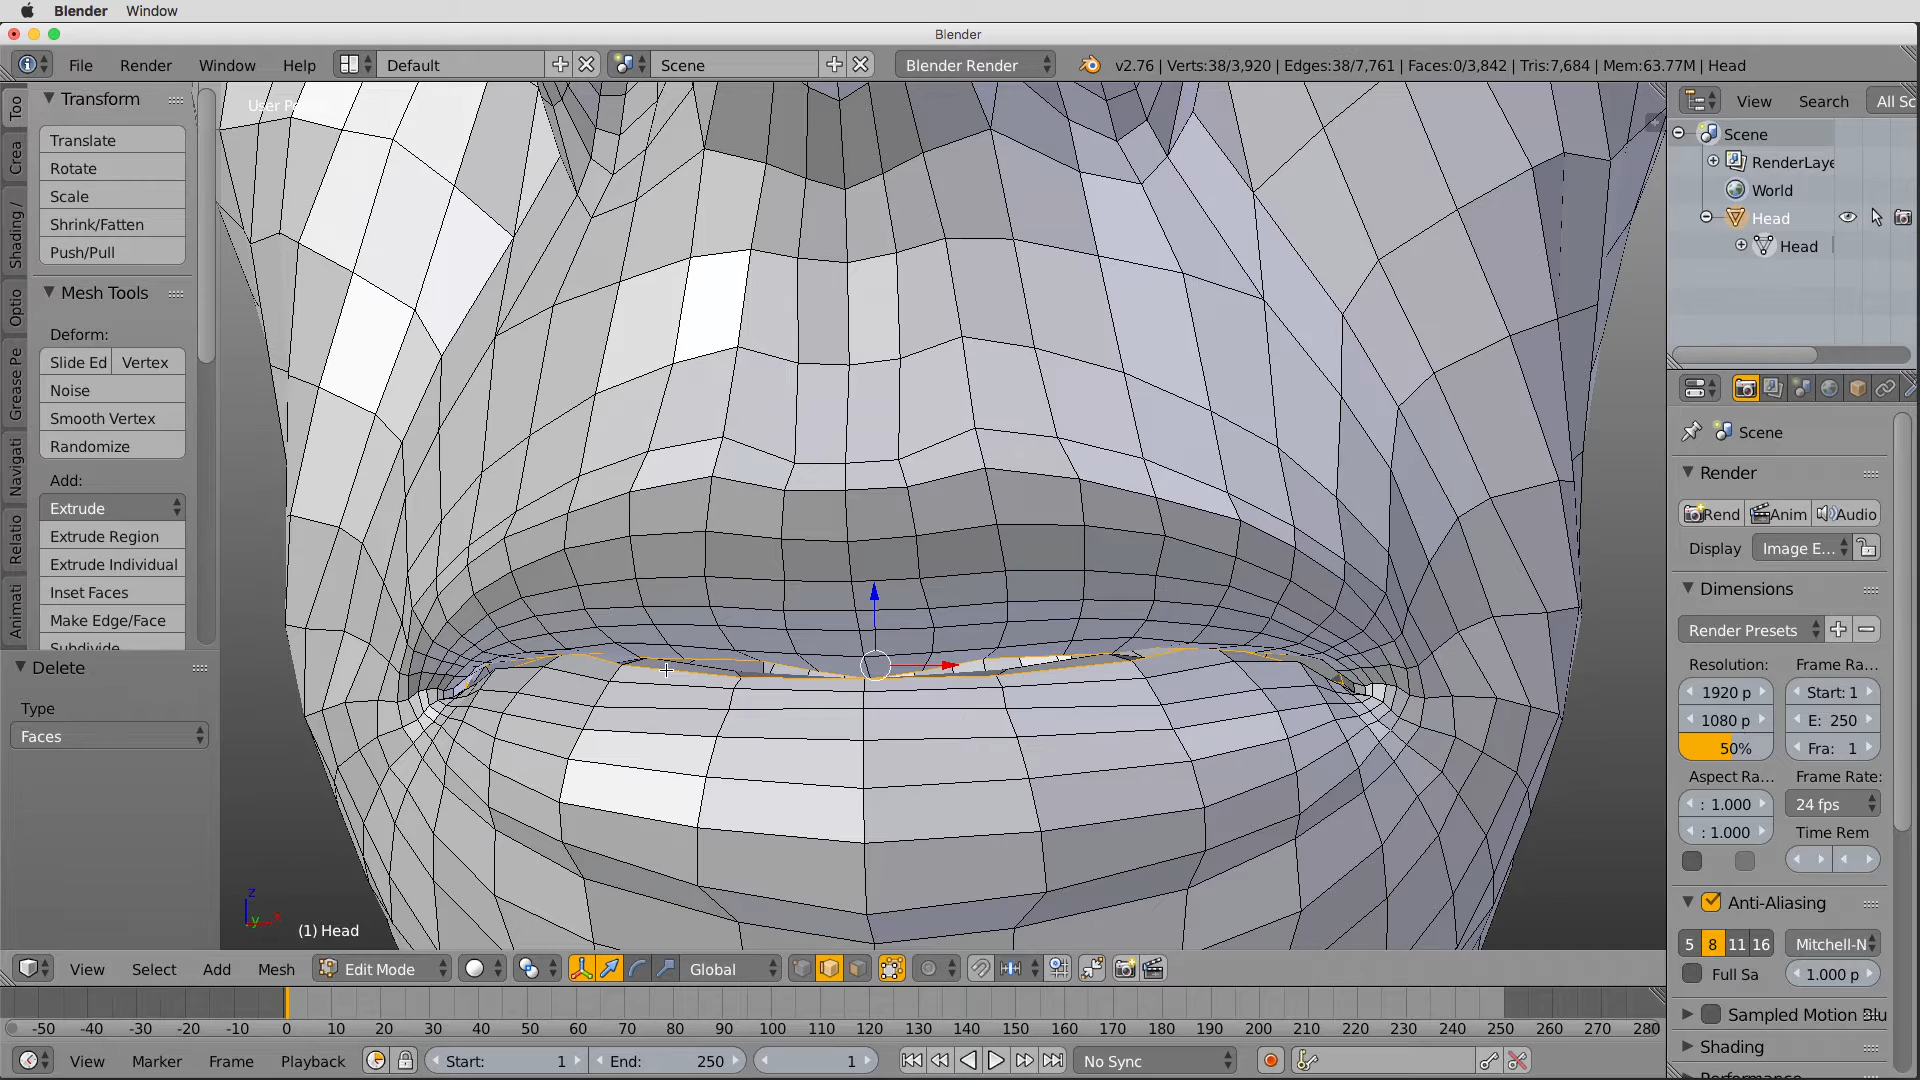 Blender Window
Blender
File Render Window Help Default Scene Blender Render v2.76 | Verts:38/3,920 | Edges:38/7,761 | Faces:0/3,842 | Tris:7,684 | Mem:63.77M | Head
Too
Crea
Shading /
Optio
Grease Pe
Navigati
Relatio
Animati
Transform
Translate
Rotate
Scale
Shrink/Fatten
Push/Pull
Mesh Tools
Deform:
Slide Ed Vertex
Noise
Smooth Vertex
Randomize
Add:
Extrude
Extrude Region
Extrude Individual
Inset Faces
Make Edge/Face
Subdivide
Delete
Type
Faces
User Pe
z
y x
(1) Head
View Search All Sc
Scene
RenderLaye
World
Head
Head
Scene
Render
Rend Anim Audio
Display Image E...
Dimensions
Render Presets
Resolution: Frame Ra...
1920 p Start: 1
1080 p E: 250
50% Fra: 1
Aspect Ra... Frame Rate:
: 1.000 24 fps
: 1.000 Time Rem
Anti-Aliasing
5 8 11 16 Mitchell-N
Full Sa 1.000 p
Sampled Motion Blu
Shading
Performance
View Select Add Mesh Edit Mode Global
-50 -40 -30 -20 -10 0 10 20 30 40 50 60 70 80 90 100 110 120 130 140 150 160 170 180 190 200 210 220 230 240 250 260 270 280
View Marker Frame Playback Start: 1 End: 250 1 No Sync